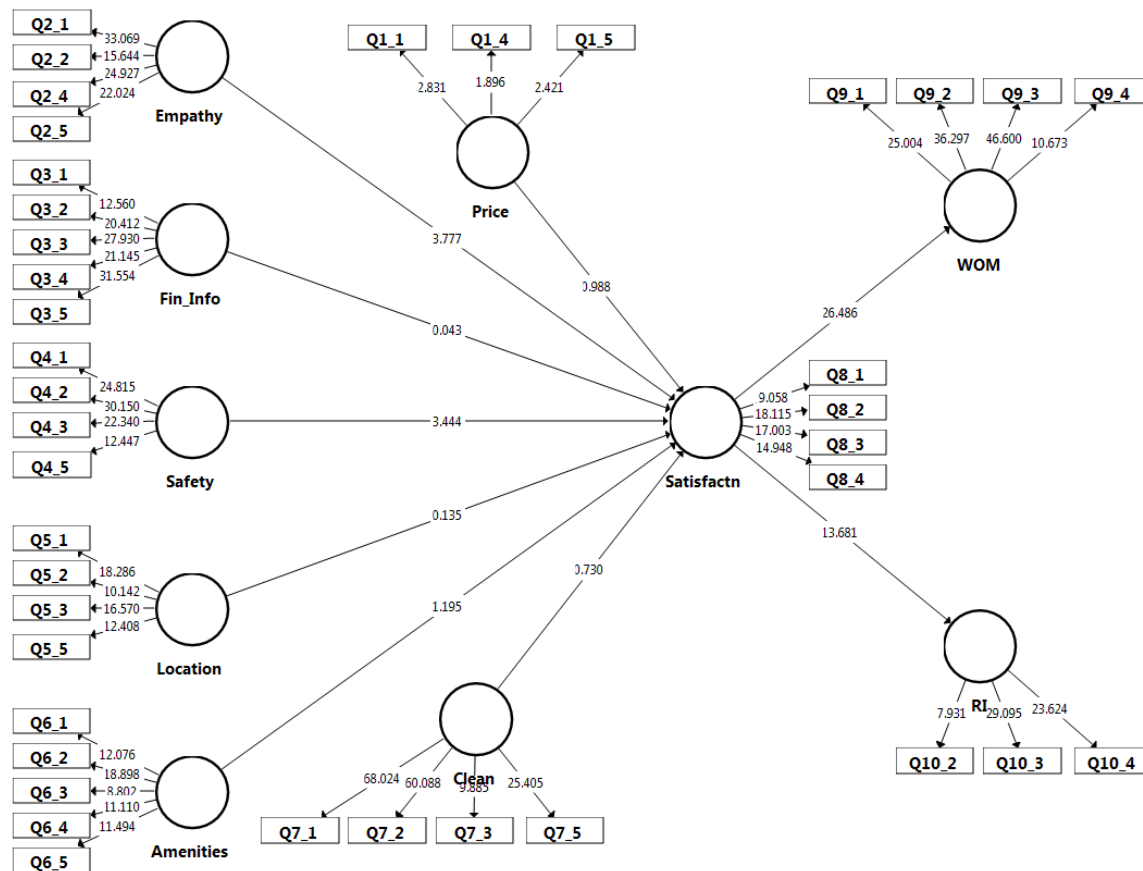 Q2_1
33.069
Q2_2
15.644
24.927
Q2_4
22.024
Q2_5
Empathy
Q1_1
Q1_4
Q1_5
2.831
1.896
2.421
Price
Q9_1
Q9_2
Q9_3
Q9_4
25.004
36.297
46.600
10.673
WOM
Q3_1
12.560
Q3_2
20.412
Q3_3
27.930
21.145
Q3_4
31.554
Q3_5
Fin_Info
3.777
0.988
0.043
26.486
Q4_1
24.815
Q4_2
30.150
Q4_3
22.340
12.447
Q4_5
Safety
3.444
Satisfactn
Q8_1
9.058
Q8_2
18.115
17.003
Q8_3
14.948
Q8_4
13.681
Q5_1
18.286
Q5_2
10.142
Q5_3
16.570
12.408
Q5_5
Location
0.135
0.730
1.195
Q6_1
12.076
Q6_2
18.898
Q6_3
8.802
11.110
Q6_4
11.494
Q6_5
Amenities
Clean
68.024
60.088
9.885
25.405
Q7_1
Q7_2
Q7_3
Q7_5
RI
7.931
29.095
23.624
Q10_2
Q10_3
Q10_4